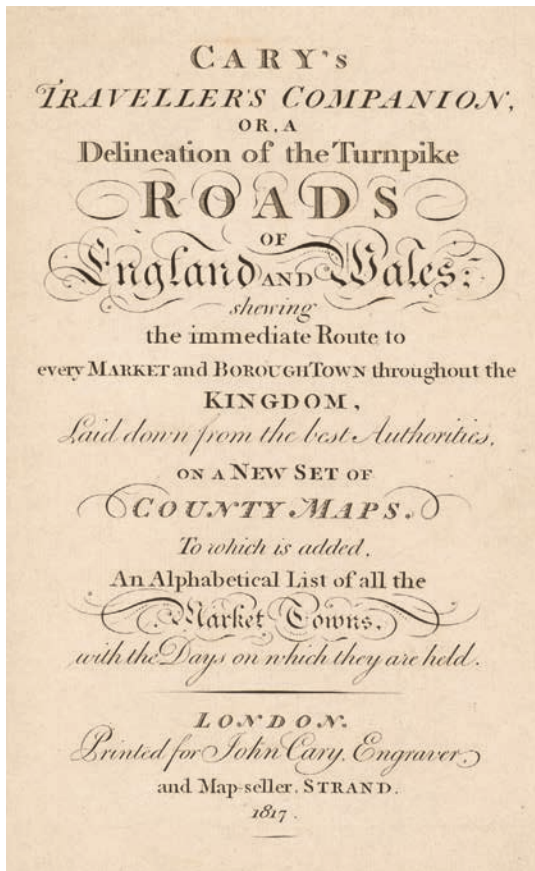 CARY's
TRAVELLER'S COMPANION,
OR, A
Delineation of the Turnpike
ROADS
OF
England AND Wales:
shewing
the immediate Route to
every MARKET and BOROUGH TOWN throughout the
KINGDOM,
Laid down from the best Authorities,
ON A NEW SET OF
COUNTY MAPS.
To which is added,
An Alphabetical List of all the
Market Towns,
with the Days on which they are held.
LONDON.
Printed for John Cary, Engraver,
and Map-seller, STRAND.
1817.